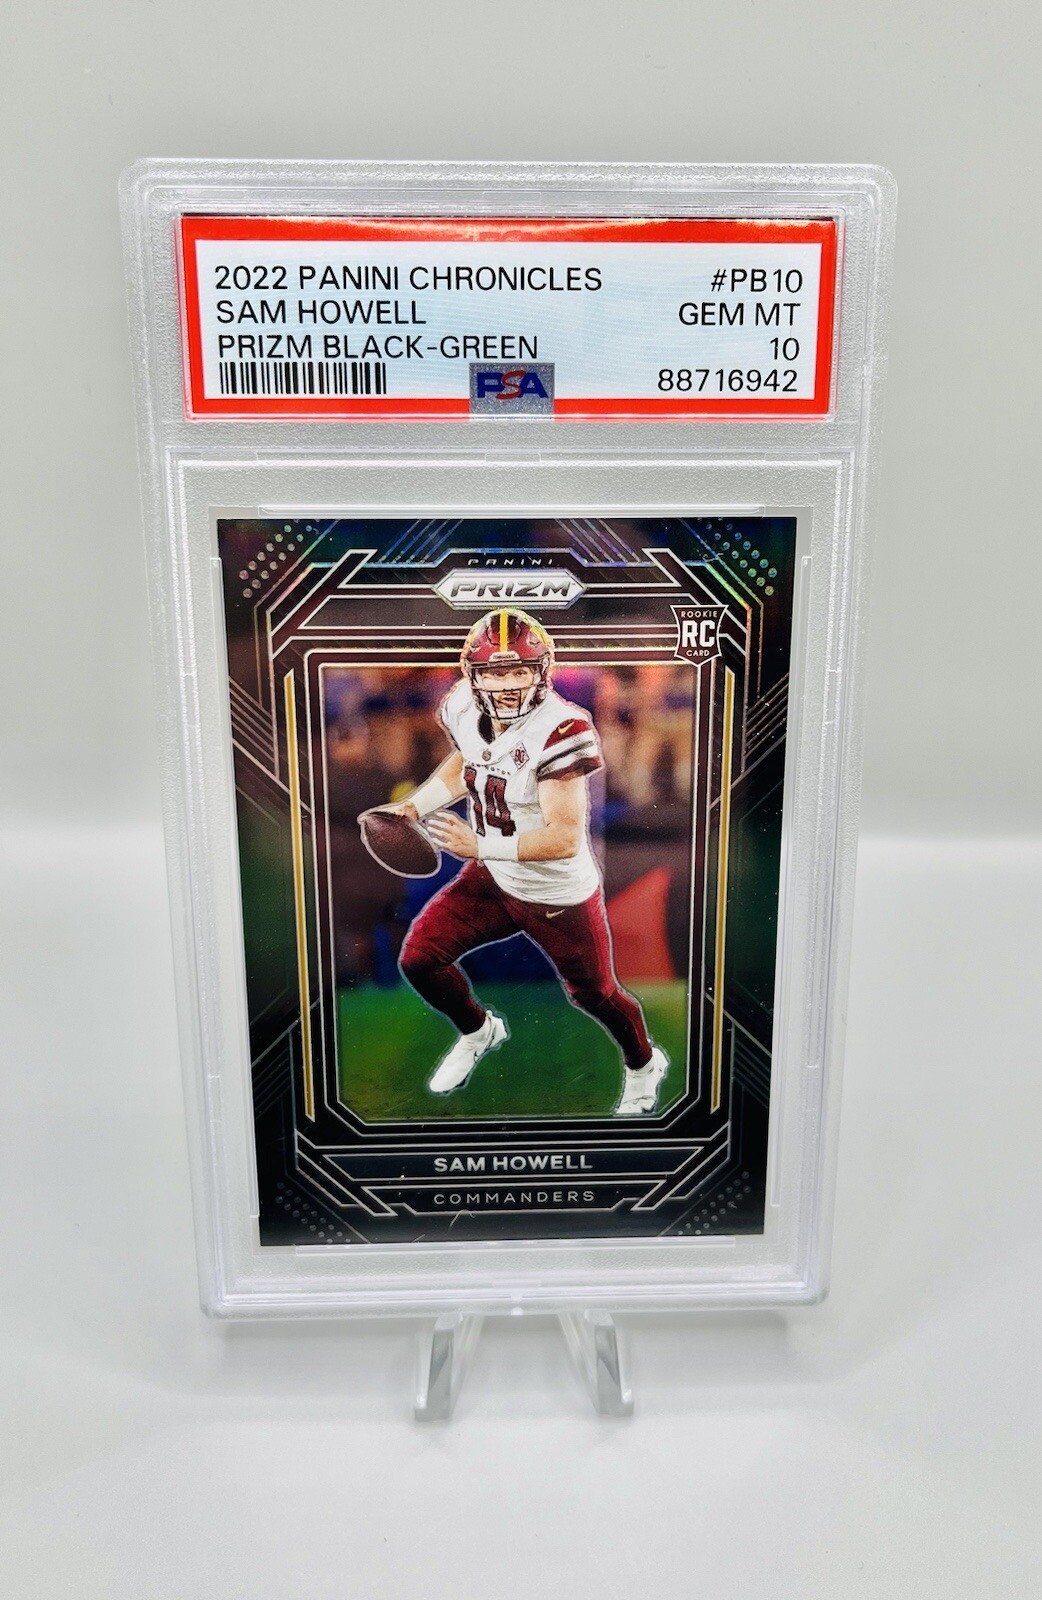 2022 PANINI CHRONICLES #PB10
SAM HOWELL GEM MT
PRIZM BLACK-GREEN 10
PSA 88716942
PANINI
PRIZM
ROOKIE
RC
CARD
14
SAM HOWELL
COMMANDERS